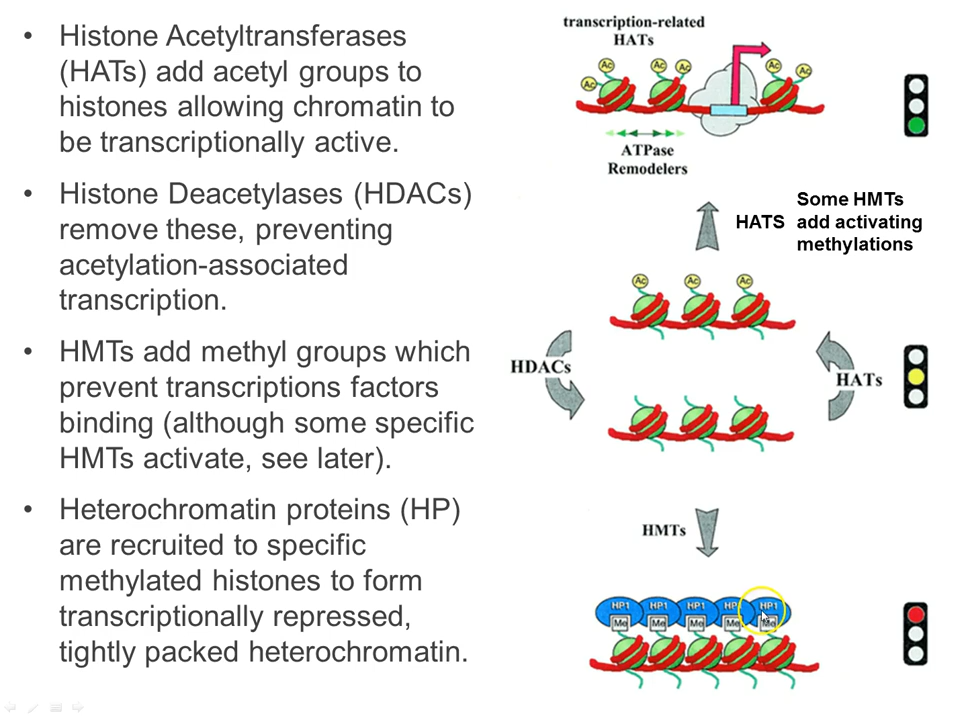 • Histone Acetyltransferases
(HATs) add acetyl groups to
histones allowing chromatin to
be transcriptionally active.
• Histone Deacetylases (HDACs)
remove these, preventing
acetylation-associated
transcription.
• HMTs add methyl groups which
prevent transcriptions factors
binding (although some specific
HMTs activate, see later).
• Heterochromatin proteins (HP)
are recruited to specific
methylated histones to form
transcriptionally repressed,
tightly packed heterochromatin.
transcription-related
HATs
Ac Ac Ac Ac Ac Ac
ATPase
Remodelers
HATS
Some HMTs
add activating
methylations
Ac Ac Ac
HDACs
HATs
HMTs
HP1 HP1 HP1 HP1 HP1
Me Me Me Me Me